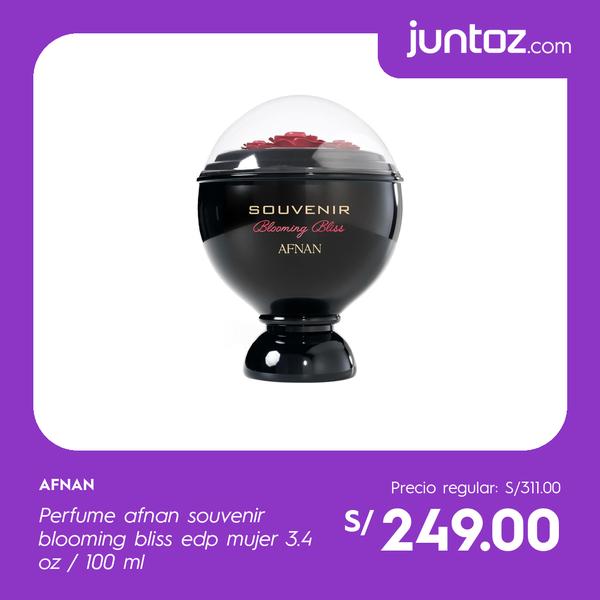 juntoz.com
SOUVENIR
Blooming Bliss
AFNAN
AFNAN
Perfume afnan souvenir
blooming bliss edp mujer 3.4
oz / 100 ml
Precio regular: S/311.00
S/249.00